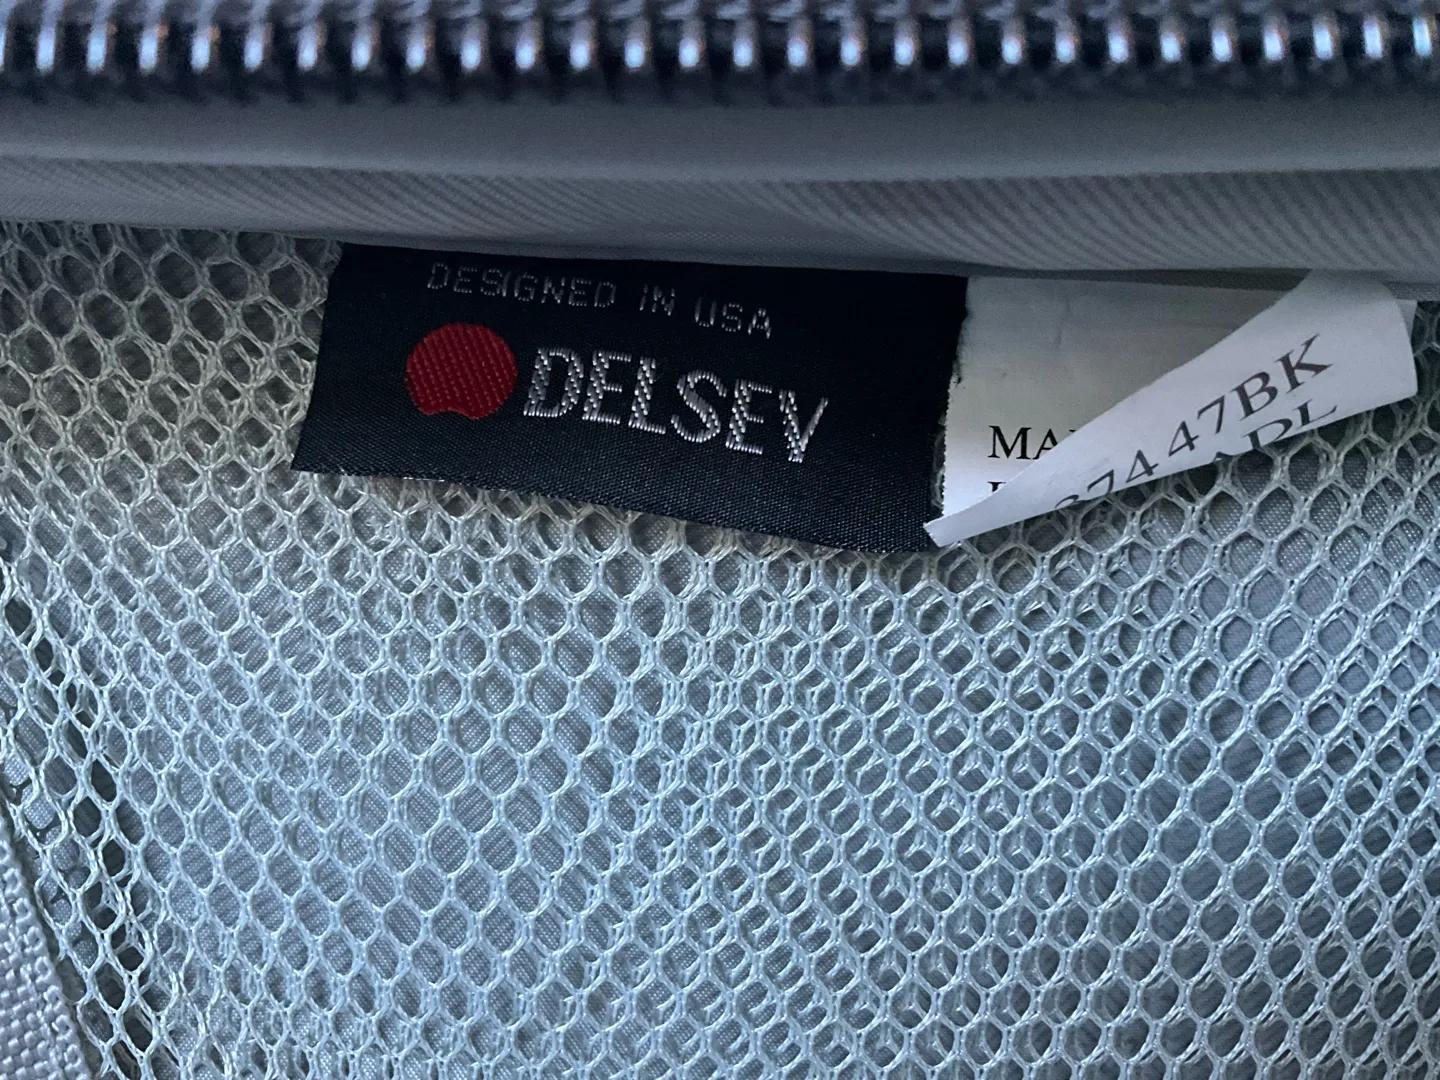 DESIGNED IN USA
DELSEY
MA
7447BK